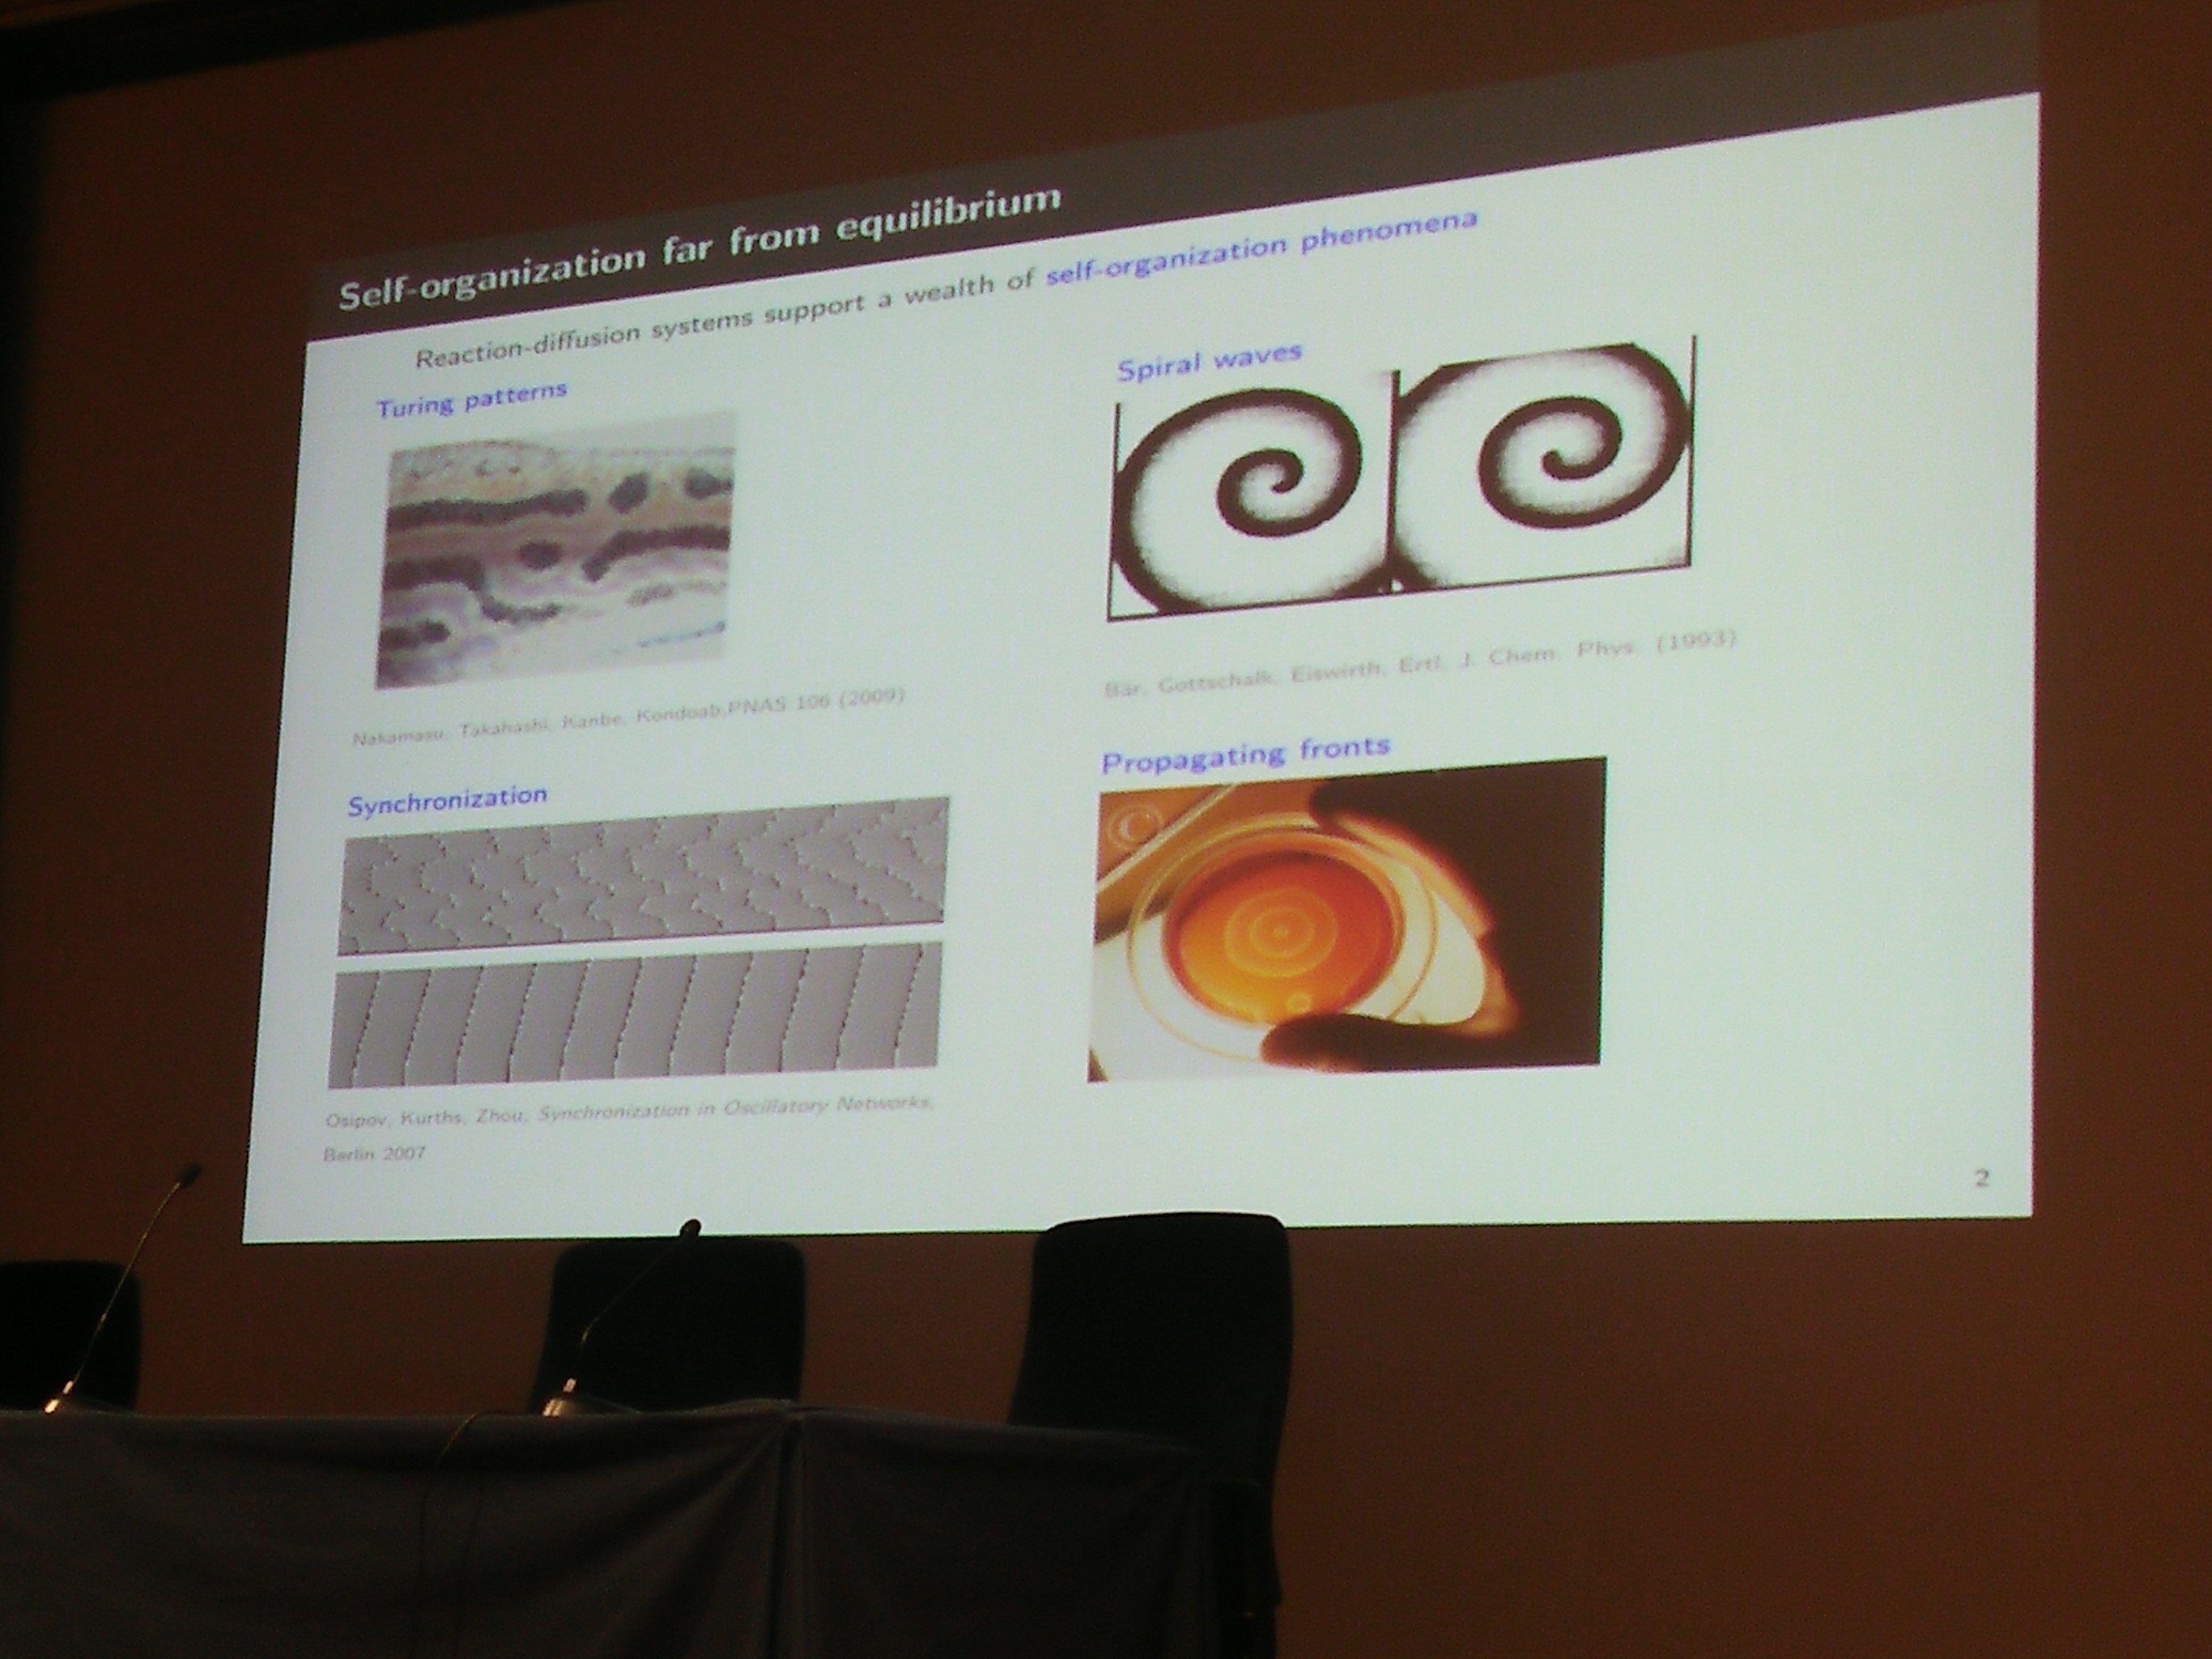 Self-organization far from equilibrium
Reaction-diffusion systems support a wealth of self-organization phenomena
Turing patterns
Nakamasu, Takahashi, Kanbe, Kondoab,PNAS 106 (2009)
Synchronization
Osipov, Kurths, Zhou, Synchronization in Oscillatory Networks,
Berlin 2007
Spiral waves
Bär, Gottschalk, Eiswirth, Ertl, J. Chem. Phys. (1993)
Propagating fronts
2